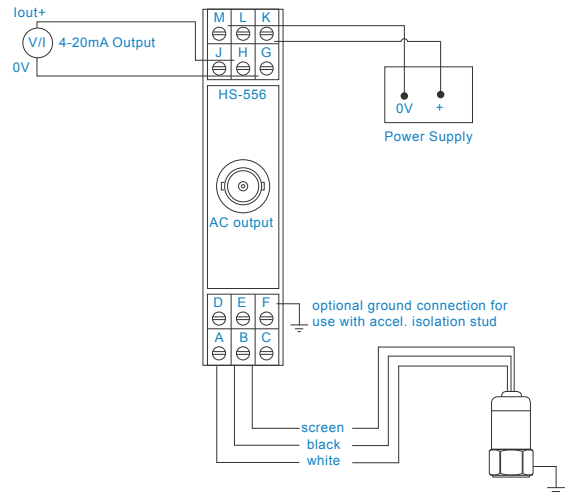 Iout+
V/I 4-20mA Output
0V
M L K
J H G
HS-556
AC output
0V +
Power Supply
D E F
A B C
optional ground connection for
use with accel. isolation stud
screen
black
white